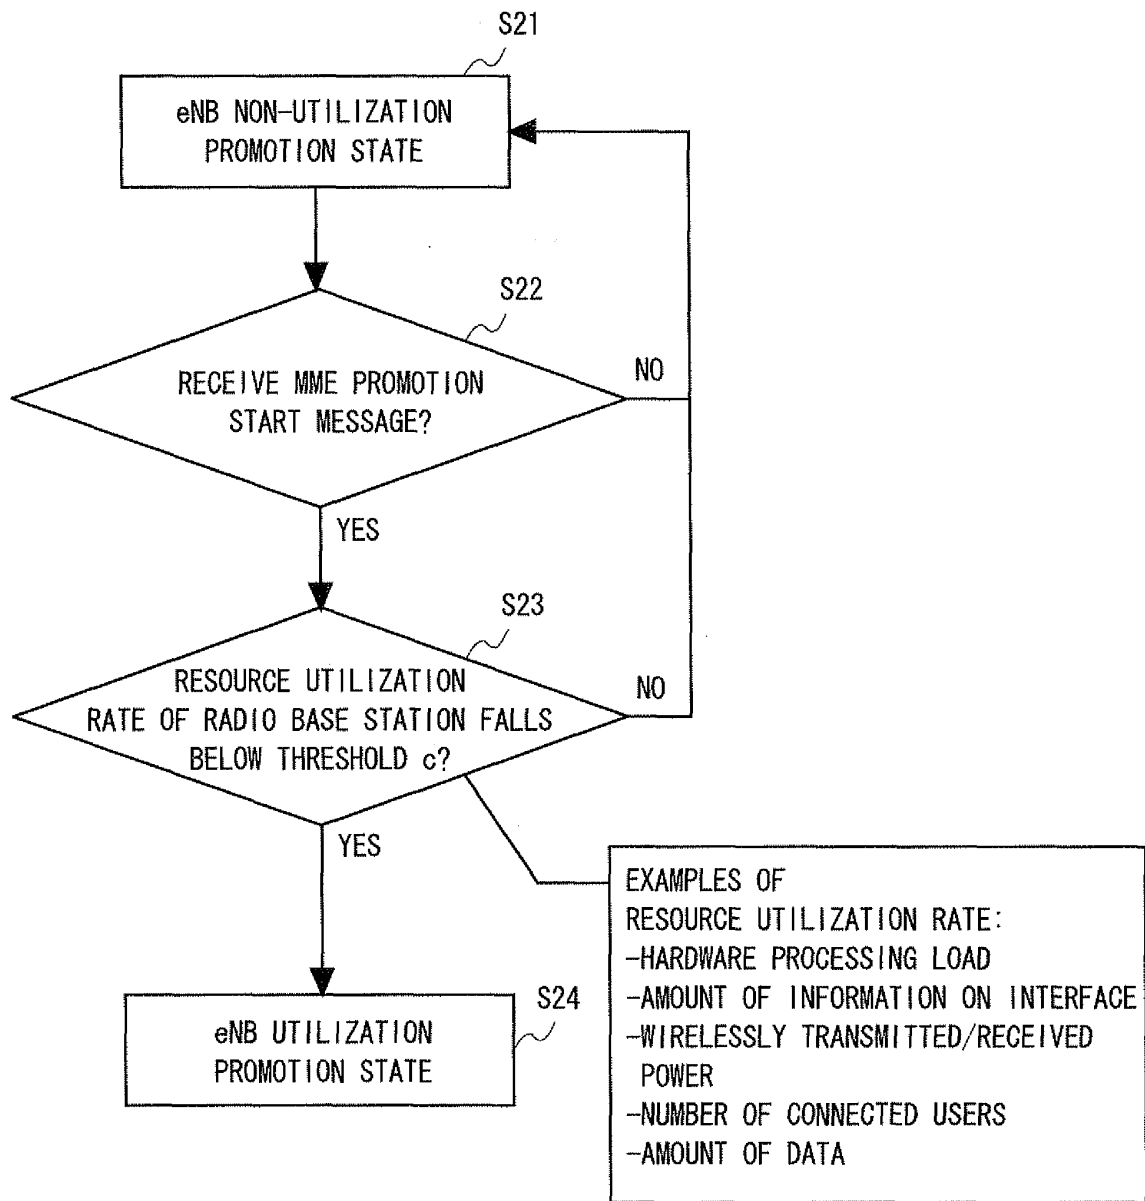 S21
eNB NON-UTILIZATION
PROMOTION STATE
S22
RECEIVE MME PROMOTION
START MESSAGE?
NO
YES
S23
RESOURCE UTILIZATION
RATE OF RADIO BASE STATION FALLS
BELOW THRESHOLD c?
NO
YES
S24
eNB UTILIZATION
PROMOTION STATE
EXAMPLES OF
RESOURCE UTILIZATION RATE:
-HARDWARE PROCESSING LOAD
-AMOUNT OF INFORMATION ON INTERFACE
-WIRELESSLY TRANSMITTED/RECEIVED
POWER
-NUMBER OF CONNECTED USERS
-AMOUNT OF DATA